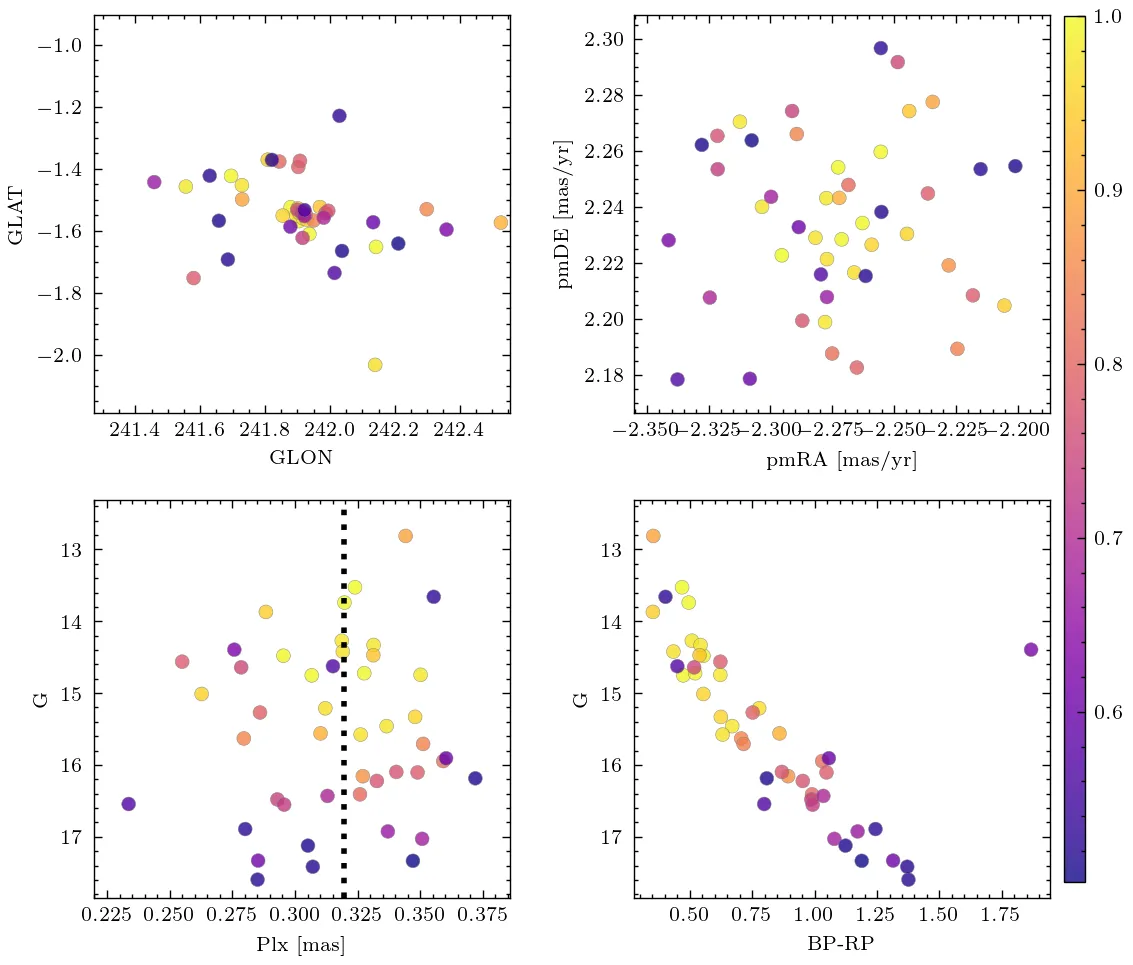 −1.0
−1.2
−1.4
−1.6
−1.8
−2.0
GLAT
241.4 241.6 241.8 242.0 242.2 242.4
GLON
2.30
2.28
2.26
2.24
2.22
2.20
2.18
pmDE [mas/yr]
−2.350 −2.325 −2.300 −2.275 −2.250 −2.225 −2.200
pmRA [mas/yr]
1.0
0.9
0.8
0.7
0.6
13
14
15
16
17
G
0.225 0.250 0.275 0.300 0.325 0.350 0.375
Plx [mas]
13
14
15
16
17
G
0.50 0.75 1.00 1.25 1.50 1.75
BP-RP